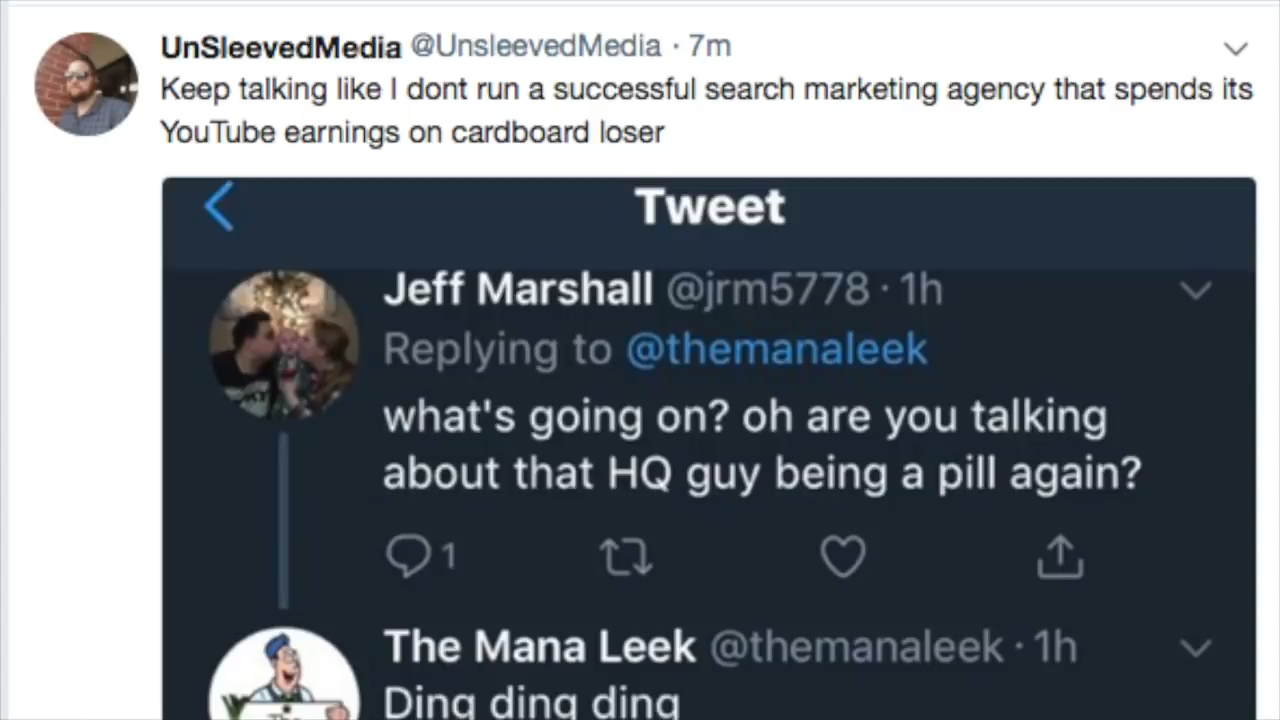 UnSleevedMedia @UnsleevedMedia · 7m
Keep talking like I dont run a successful search marketing agency that spends its
YouTube earnings on cardboard loser
Tweet
Jeff Marshall @jrm5778 · 1h
Replying to @themanaleek
what's going on? oh are you talking
about that HQ guy being a pill again?
1
The Mana Leek @themanaleek · 1h
Ding ding ding